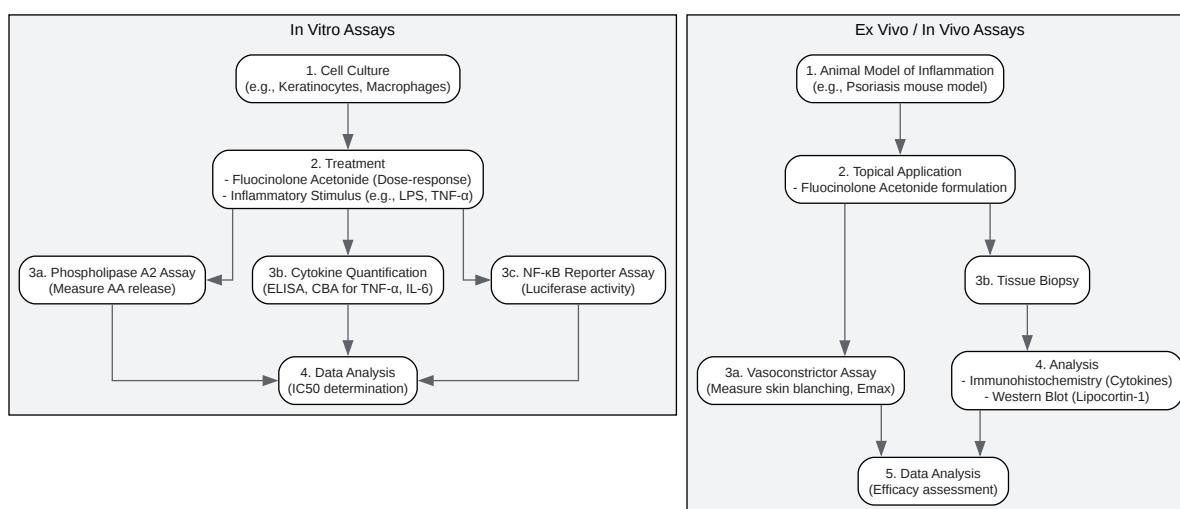 In Vitro Assays
1. Cell Culture
(e.g., Keratinocytes, Macrophages)
2. Treatment
- Fluocinolone Acetonide (Dose-response)
- Inflammatory Stimulus (e.g., LPS, TNF-α)
3a. Phospholipase A2 Assay
(Measure AA release)
3b. Cytokine Quantification
(ELISA, CBA for TNF-α, IL-6)
3c. NF-κB Reporter Assay
(Luciferase activity)
4. Data Analysis
(IC50 determination)
Ex Vivo / In Vivo Assays
1. Animal Model of Inflammation
(e.g., Psoriasis mouse model)
2. Topical Application
- Fluocinolone Acetonide formulation
3b. Tissue Biopsy
3a. Vasoconstrictor Assay
(Measure skin blanching, Emax)
4. Analysis
- Immunohistochemistry (Cytokines)
- Western Blot (Lipocortin-1)
5. Data Analysis
(Efficacy assessment)